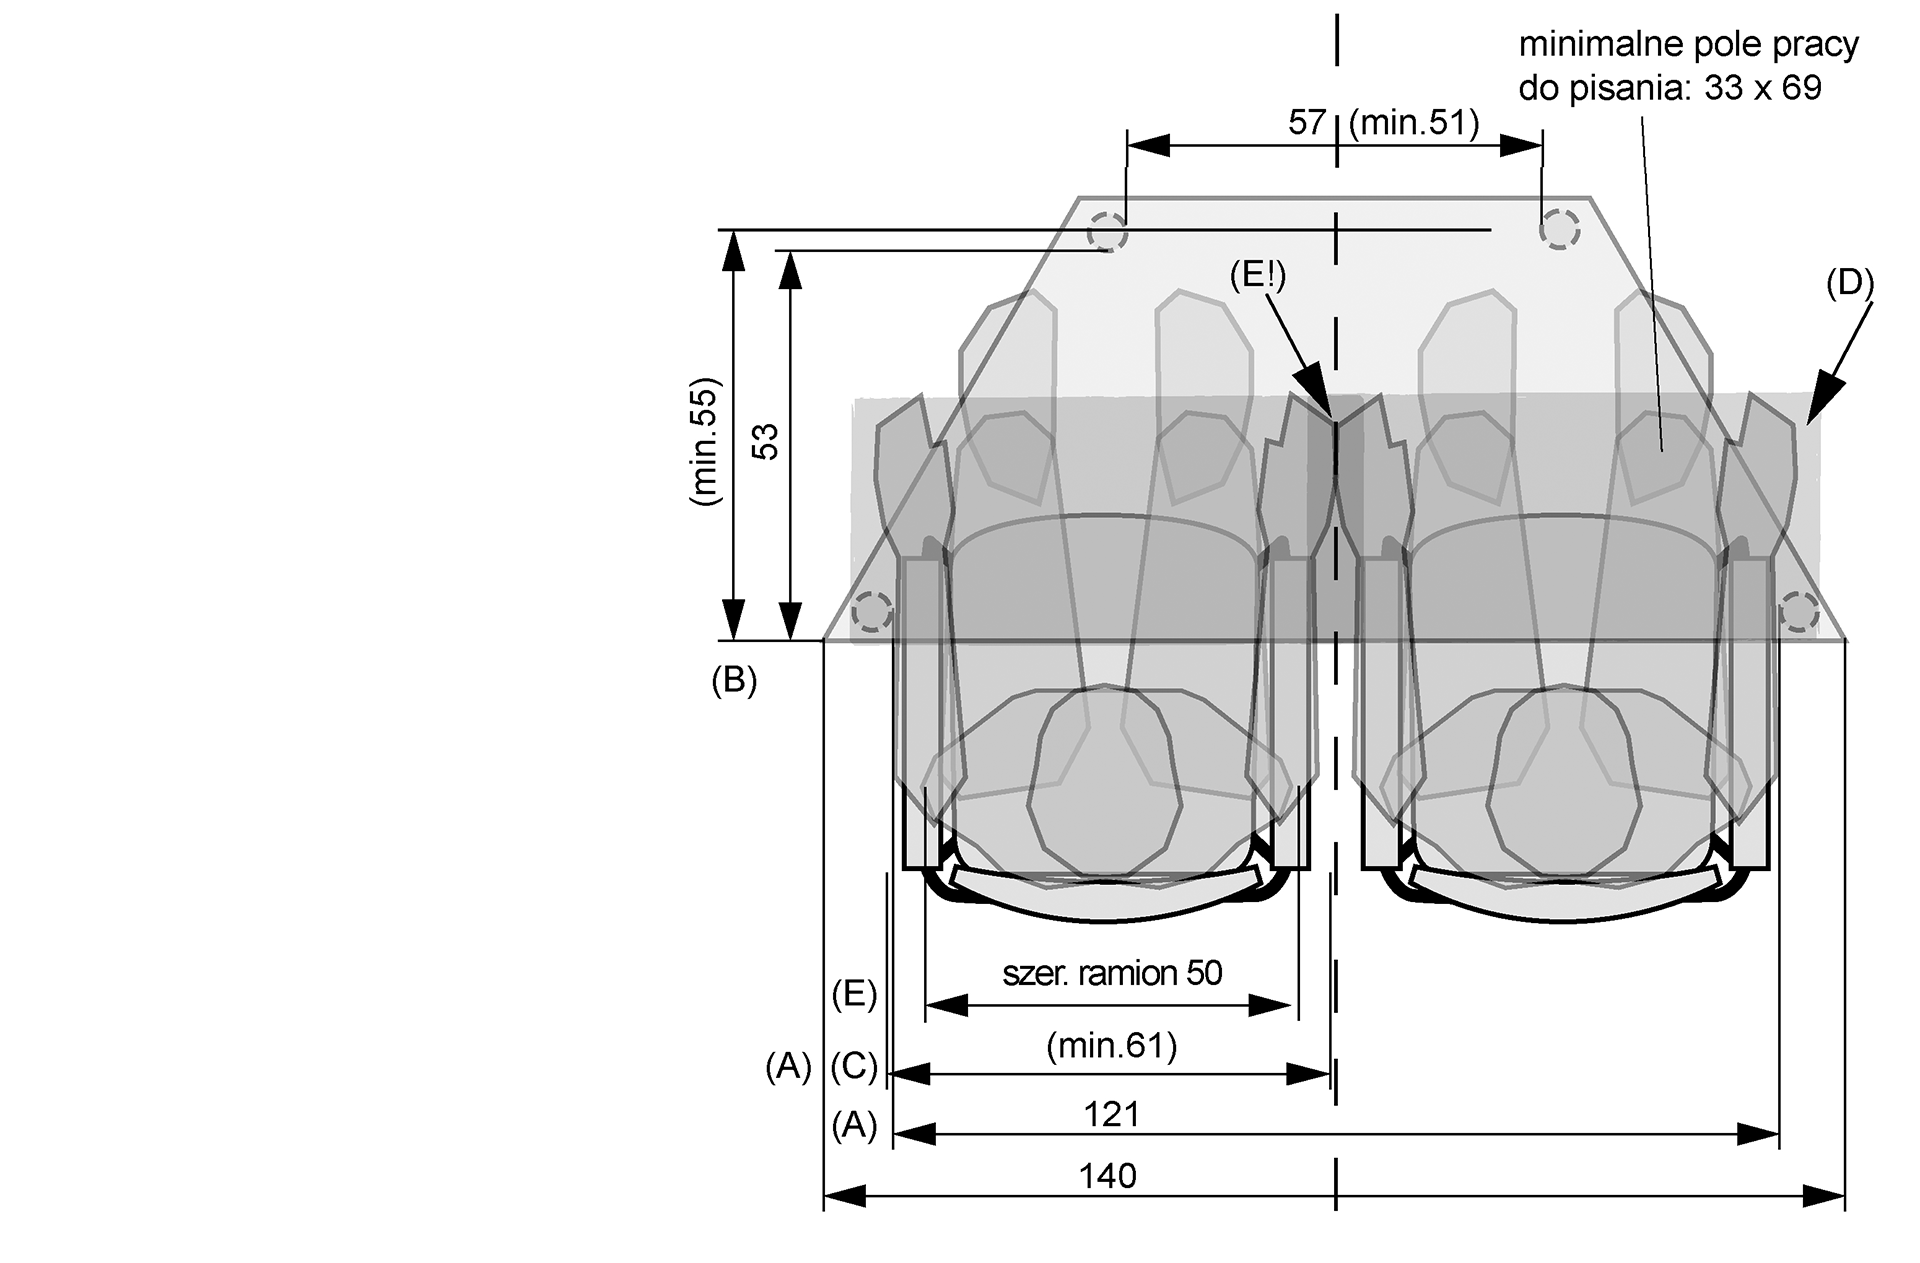 minimalne pole pracy
do pisania: 33 x 69
57 (min.51)
(E!)
(D)
(min.55)
53
(B)
szer. ramion 50
(E)
(min.61)
(A) (C)
121
(A)
140